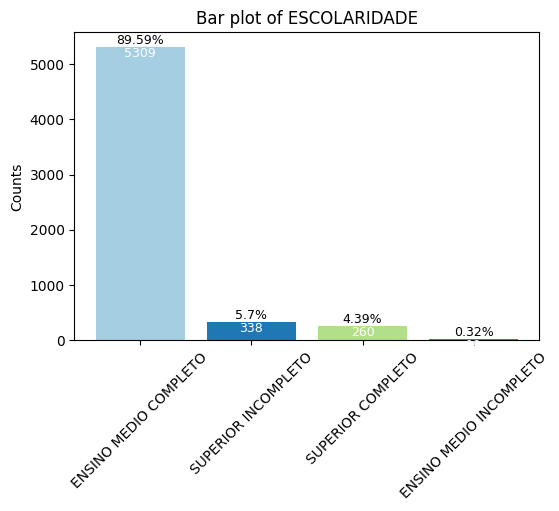 Bar plot of ESCOLARIDADE
89.59%
5309
5.7%
338
4.39%
260
0.32%
Counts
5000
4000
3000
2000
1000
0
ENSINO MEDIO COMPLETO
SUPERIOR INCOMPLETO
SUPERIOR COMPLETO
ENSINO MEDIO INCOMPLETO